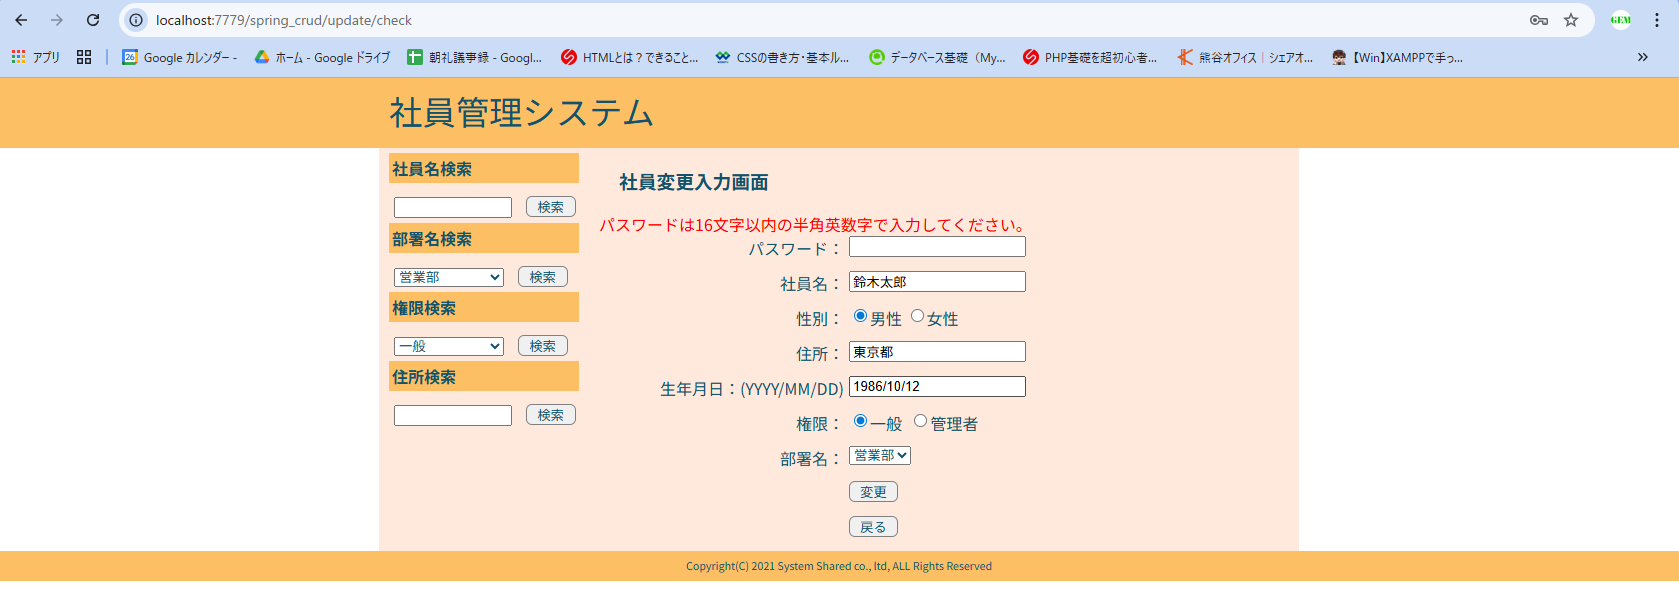 localhost:7779/spring_crud/update/check
GEM
アプリ
26
Google カレンダー -
ホーム - Google ドライブ
朝礼議事録 - Googl...
HTMLとは？できること...
CSSの書き方・基本ル...
データベース基礎（My...
PHP基礎を超初心者...
熊谷オフィス｜シェアオ...
【Win】XAMPPで手っ...
社員管理システム
社員名検索
検索
部署名検索
営業部 検索
権限検索
一般 検索
住所検索
検索
社員変更入力画面
パスワードは16文字以内の半角英数字で入力してください。
パスワード：
社員名： 鈴木太郎
性別： 男性 女性
住所： 東京都
生年月日：(YYYY/MM/DD) 1986/10/12
権限： 一般 管理者
部署名： 営業部
変更
戻る
Copyright(C) 2021 System Shared co., ltd, ALL Rights Reserved